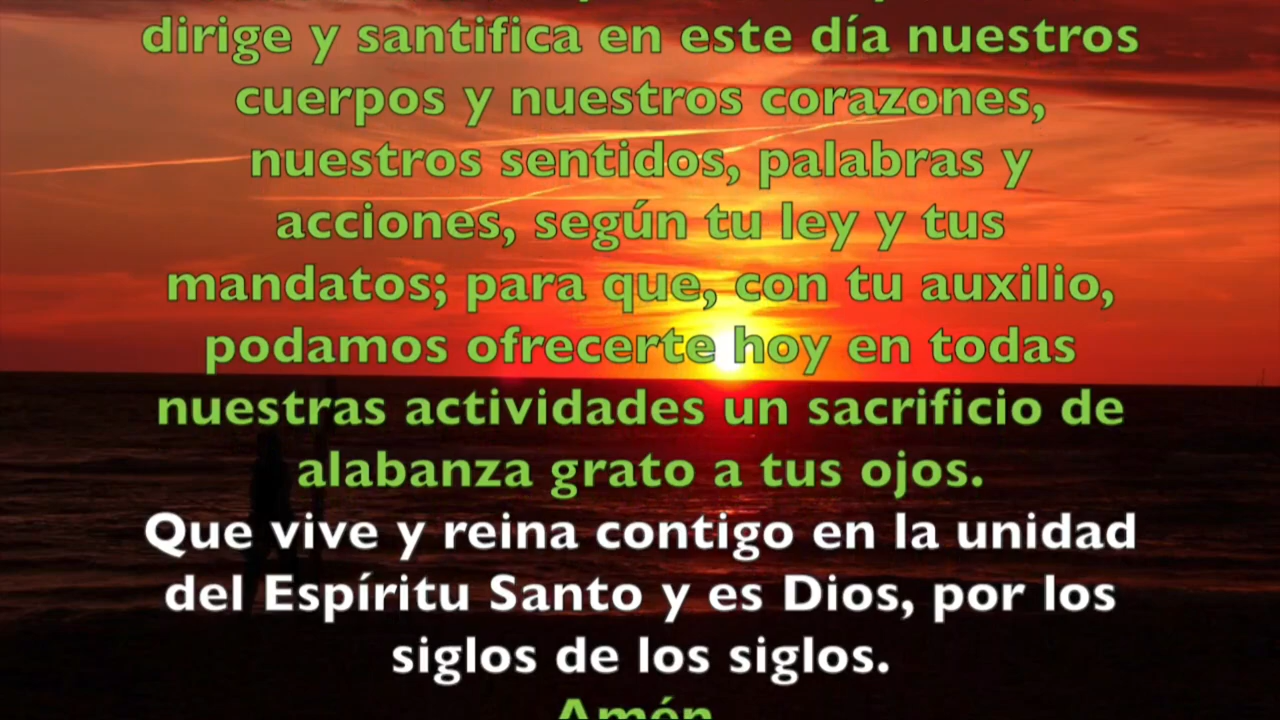 dirige y santifica en este día nuestros
cuerpos y nuestros corazones,
nuestros sentidos, palabras y
acciones, según tu ley y tus
mandatos; para que, con tu auxilio,
podamos ofrecerte hoy en todas
nuestras actividades un sacrificio de
alabanza grato a tus ojos.
Que vive y reina contigo en la unidad
del Espíritu Santo y es Dios, por los
siglos de los siglos.
Amén